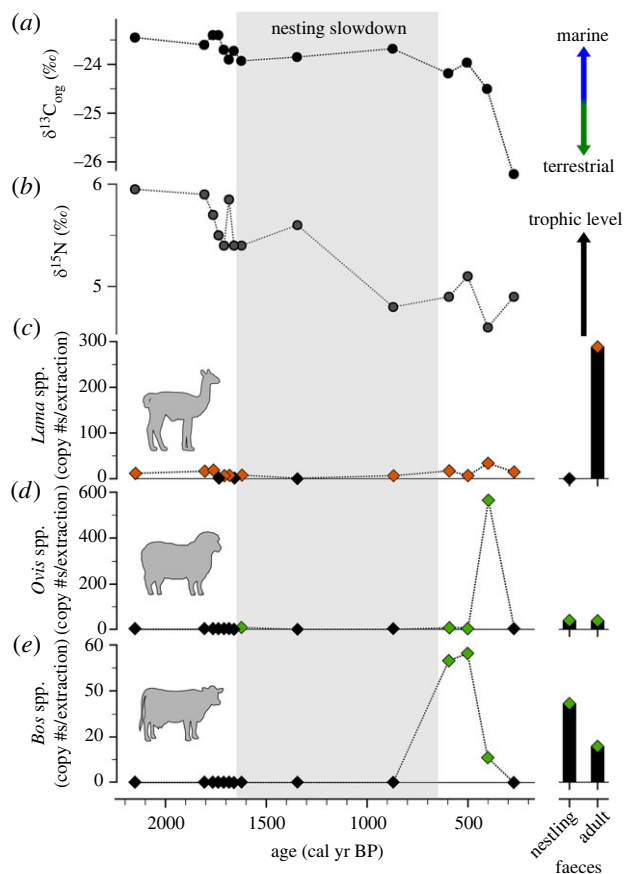 (a)
nesting slowdown
marine
δ¹³C_org (‰)
−24
−25
−26
terrestrial
(b)
6
trophic level
δ¹⁵N (‰)
5
(c)
300
Lama spp.
(copy #s/extraction)
200
100
0
(d)
600
Ovis spp.
(copy #s/extraction)
400
200
0
(e)
60
Bos spp.
(copy #s/extraction)
50
20
0
2000
1500
1000
500
nestling
adult
age (cal yr BP)
faeces